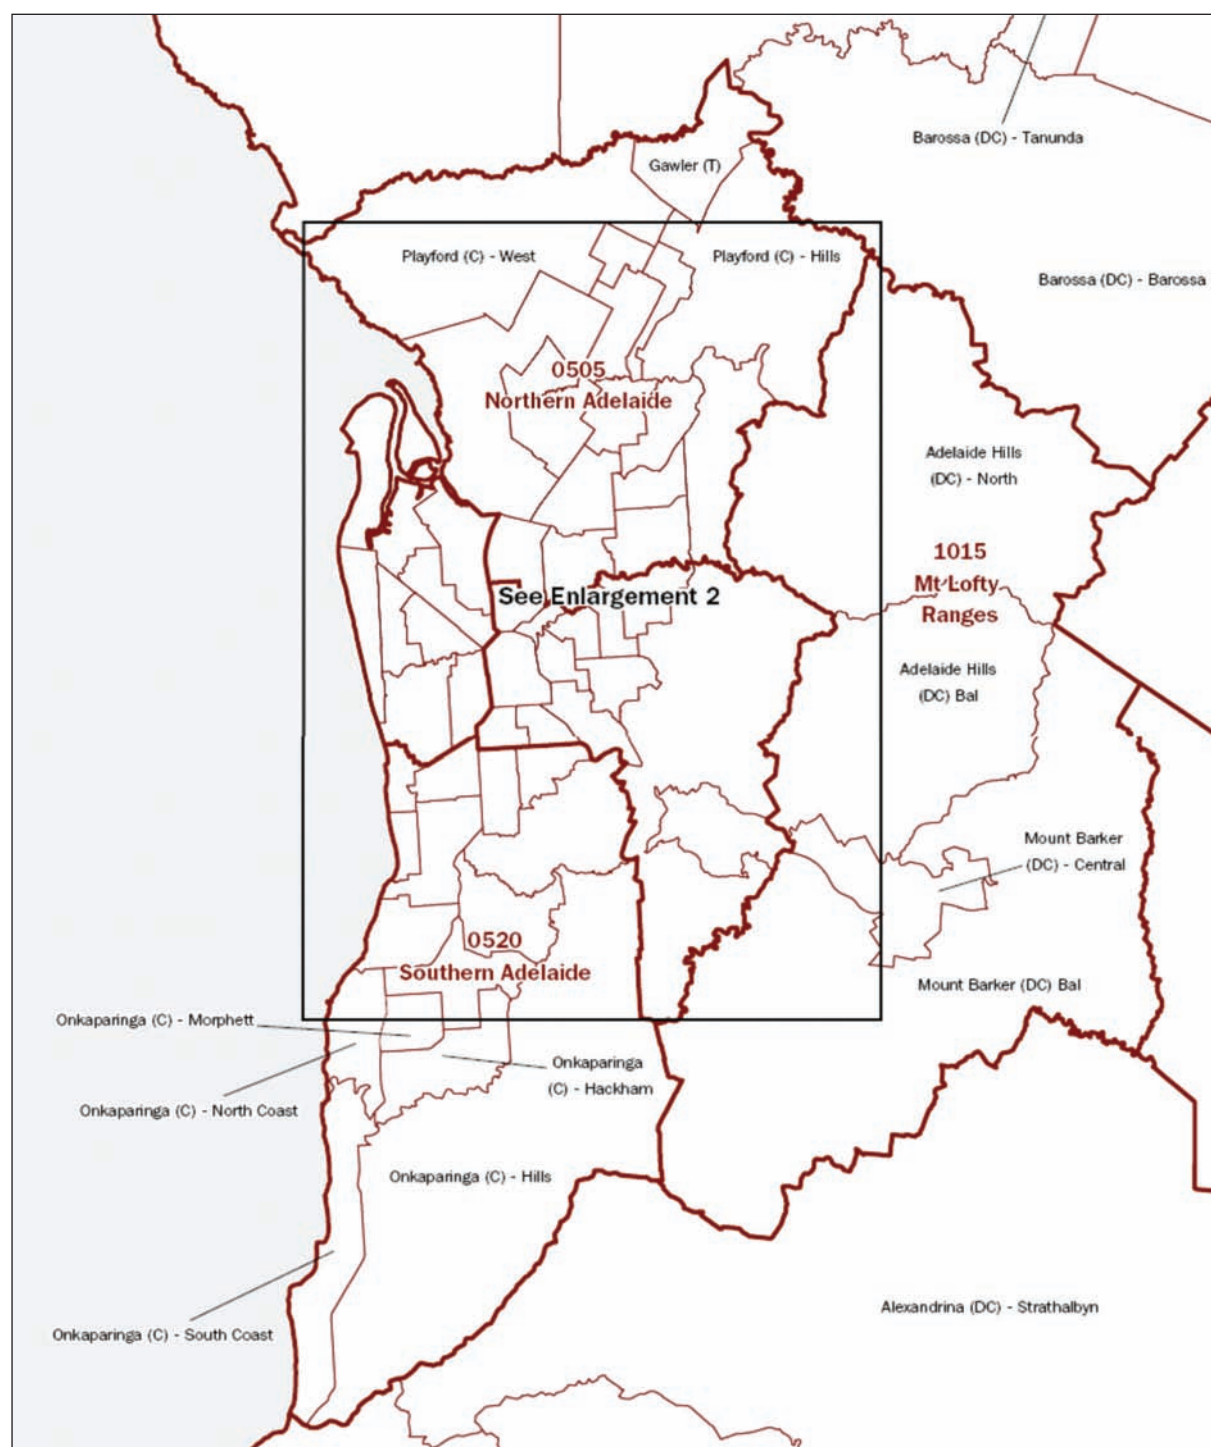 Barossa (DC) - Tanunda
Gawler (T)
Playford (C) - West
Playford (C) - Hills
Barossa (DC) - Barossa
0505
Northern Adelaide
Adelaide Hills
(DC) - North
1015
Mt Lofty
Ranges
See Enlargement 2
Adelaide Hills
(DC) Bal
Mount Barker
(DC) - Central
0520
Southern Adelaide
Mount Barker (DC) Bal
Onkaparinga (C) - Morphett
Onkaparinga
(C) - Hackham
Onkaparinga (C) - North Coast
Onkaparinga (C) - Hills
Alexandrina (DC) - Strathalbyn
Onkaparinga (C) - South Coast